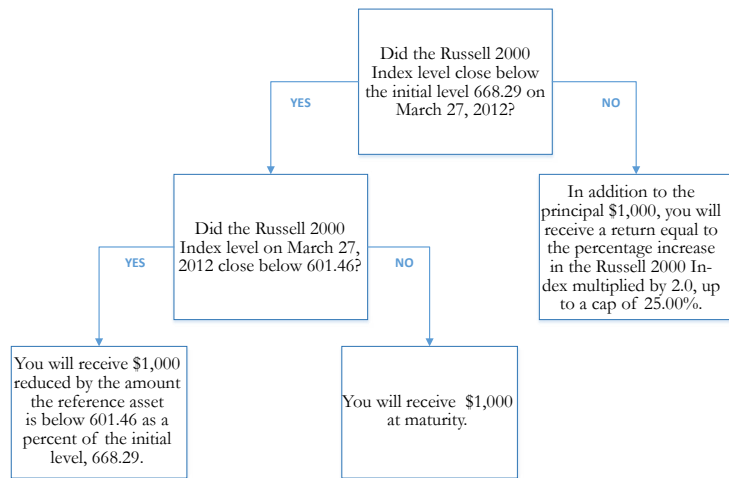 Did the Russell 2000
Index level close below
the initial level 668.29 on
March 27, 2012?
YES
NO
Did the Russell 2000
Index level on March 27,
2012 close below 601.46?
In addition to the
principal $1,000, you will
receive a return equal to
the percentage increase
in the Russell 2000 In-
dex multiplied by 2.0, up
to a cap of 25.00%.
YES
NO
You will receive $1,000
reduced by the amount
the reference asset
is below 601.46 as a
percent of the initial
level, 668.29.
You will receive $1,000
at maturity.